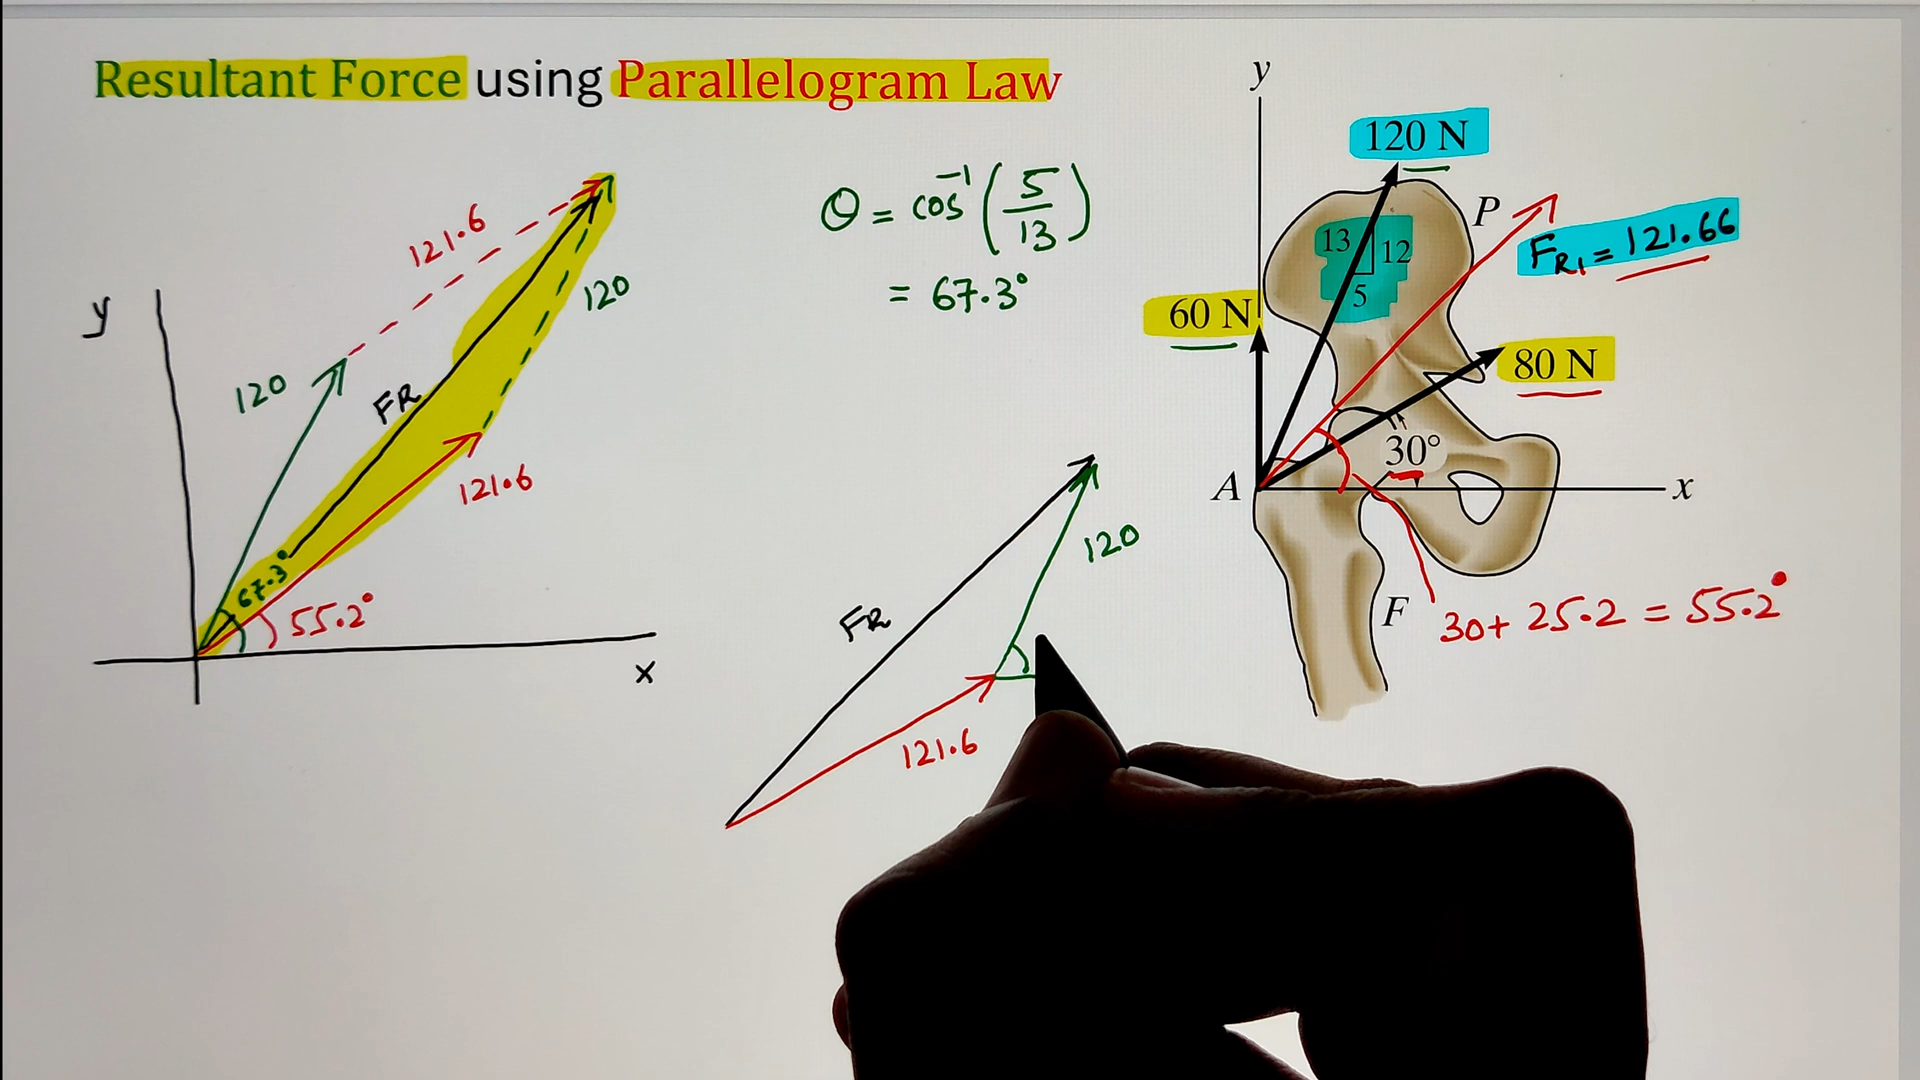 Resultant Force using Parallelogram Law
y
121.6
120
120
FR
121.6
67.3°
55.2°
x
θ = cos⁻¹ (5/13)
= 67.3°
FR
120
121.6
y
120 N
P
F_R1 = 121.66
13
12
5
60 N
80 N
30°
A
x
F
30 + 25.2 = 55.2°